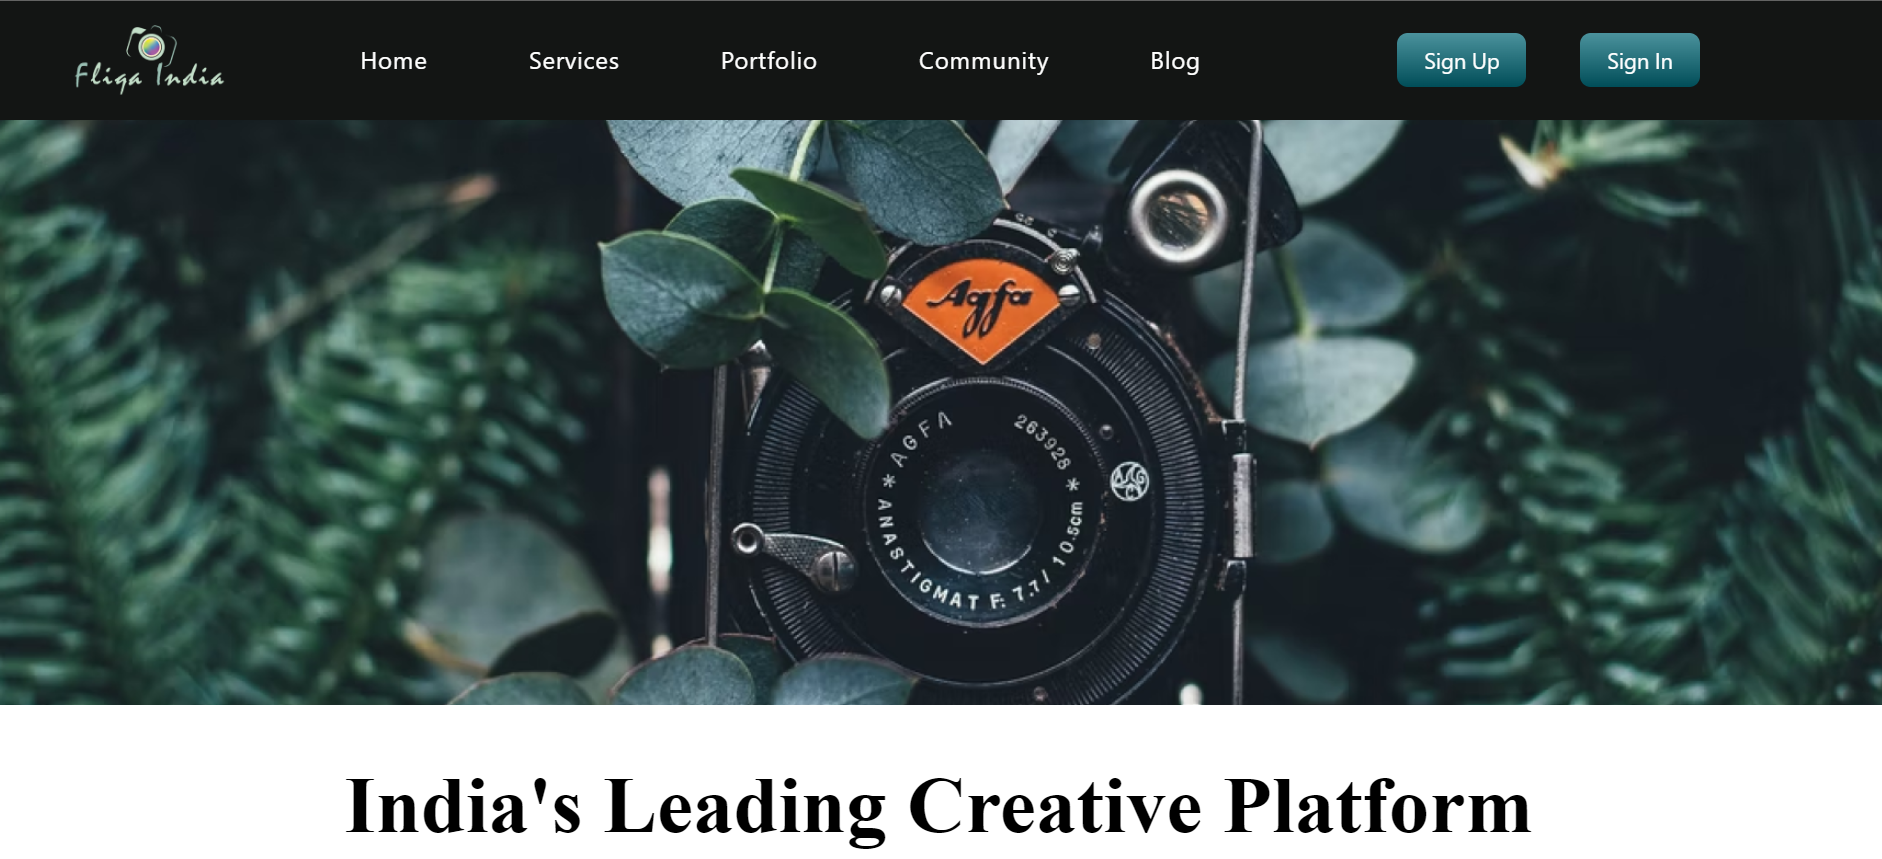 Fliqa India
Home Services Portfolio Community Blog Sign Up Sign In
Agfa
* AGFA 263928 *
ANASTIGMAT F: 7.7 / 10.5cm
India's Leading Creative Platform